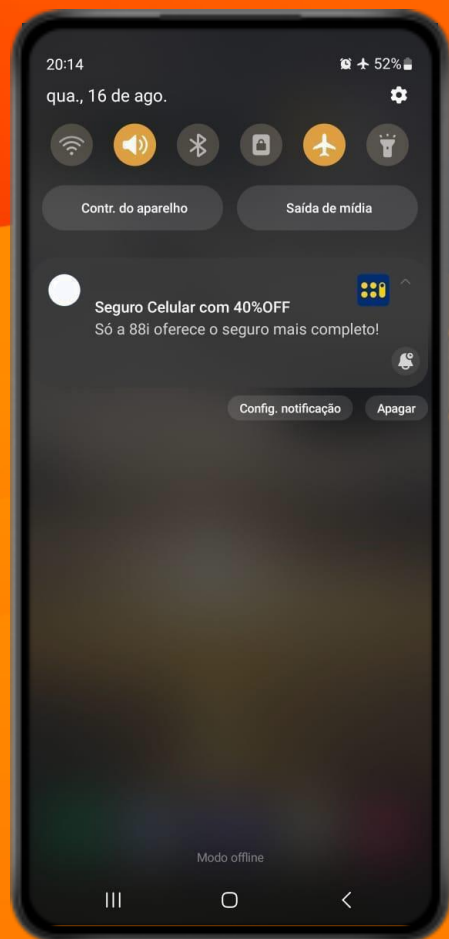 20:14
52%
qua., 16 de ago.
Contr. do aparelho
Saída de mídia
Seguro Celular com 40%OFF
Só a 88i oferece o seguro mais completo!
Config. notificação
Apagar
Modo offline